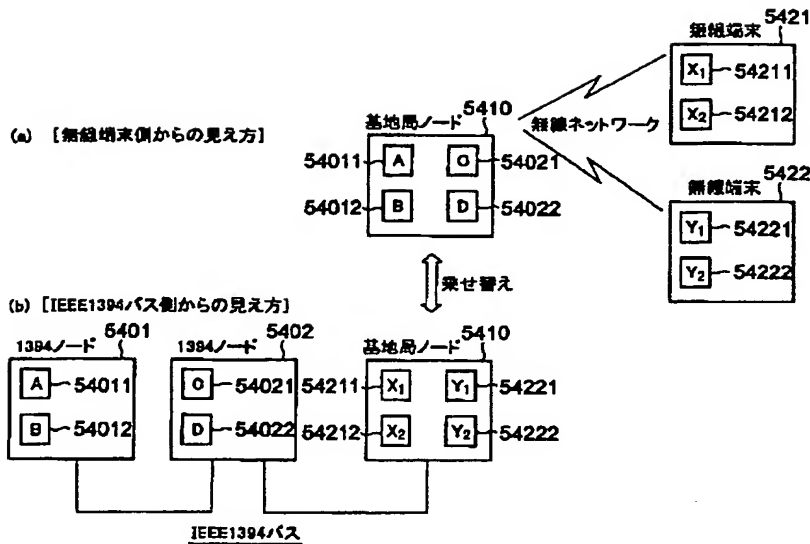 (a) [無線端末側からの見え方]
基地局ノード 5410
54011 A C 54021
54012 B D 54022
無線ネットワーク
無線端末 5421
X1 54211
X2 54212
無線端末 5422
Y1 54221
Y2 54222
乗せ替え
(b) [IEEE1394バス側からの見え方]
1394ノード 5401
A 54011
B 54012
1394ノード 5402
C 54021
D 54022
基地局ノード 5410
54211 X1 Y1 54221
54212 X2 Y2 54222
IEEE1394バス